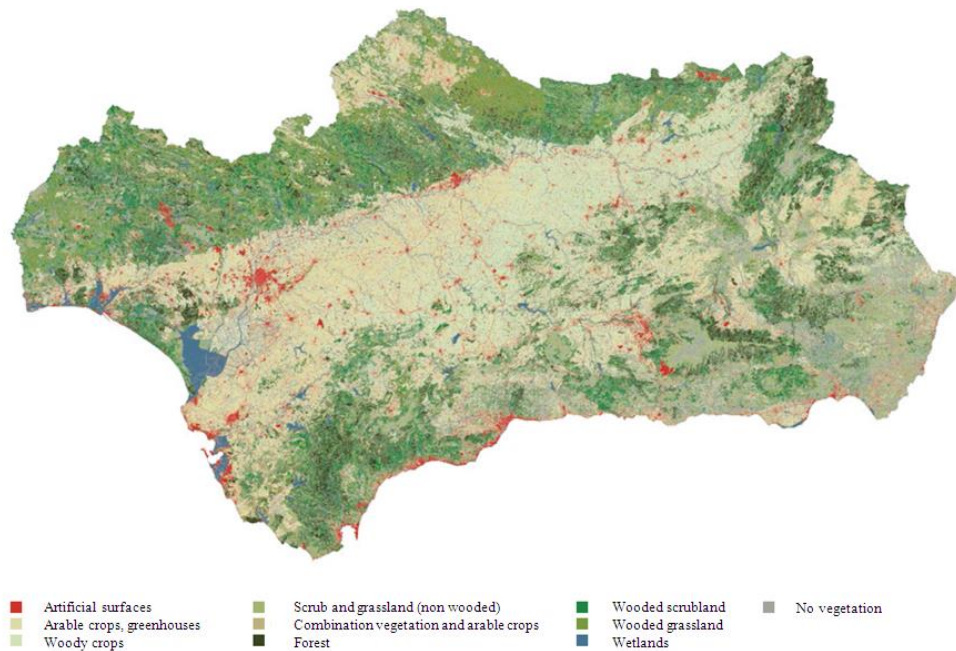 Artificial surfaces
Arable crops, greenhouses
Woody crops
Scrub and grassland (non wooded)
Combination vegetation and arable crops
Forest
Wooded scrubland
Wooded grassland
Wetlands
No vegetation